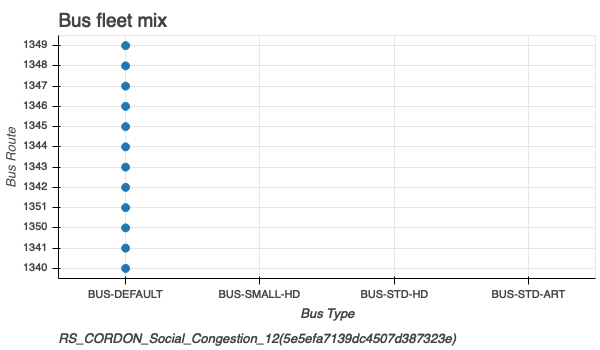 Bus fleet mix
Bus Route
1349
1348
1347
1346
1345
1344
1343
1342
1351
1350
1341
1340
BUS-DEFAULT BUS-SMALL-HD BUS-STD-HD BUS-STD-ART
Bus Type
RS_CORDON_Social_Congestion_12(5e5efa7139dc4507d387323e)